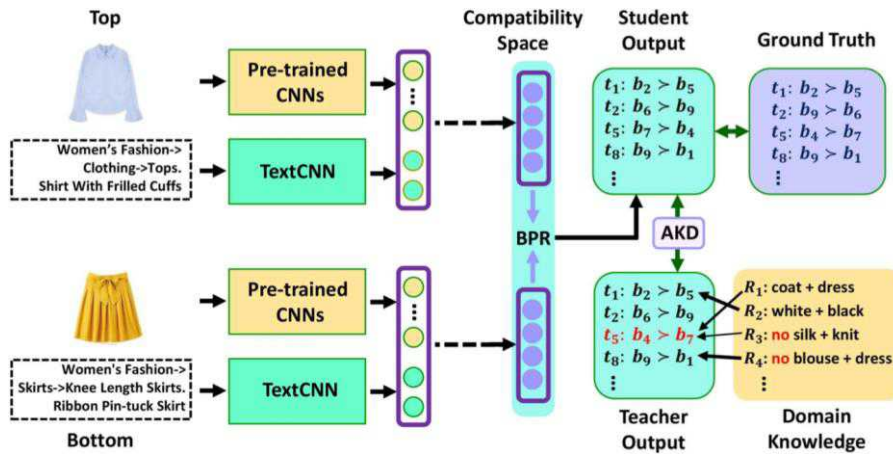 Top
Pre-trained
CNNs
Women's Fashion->
Clothing->Tops.
Shirt With Frilled Cuffs
TextCNN
Pre-trained
CNNs
Women's Fashion->
Skirts->Knee Length Skirts.
Ribbon Pin-tuck Skirt
TextCNN
Bottom
Compatibility
Space
BPR
Student
Output
t₁: b₂ ≻ b₅
t₂: b₆ ≻ b₉
t₅: b₇ ≻ b₄
t₈: b₉ ≻ b₁
⋮
Ground Truth
t₁: b₂ ≻ b₅
t₂: b₉ ≻ b₆
t₅: b₄ ≻ b₇
t₈: b₉ ≻ b₁
⋮
AKD
t₁: b₂ ≻ b₅
t₂: b₆ ≻ b₉
t₅: b₄ ≻ b₇
t₈: b₉ ≻ b₁
⋮
Teacher
Output
R₁: coat + dress
R₂: white + black
R₃: no silk + knit
R₄: no blouse + dress
⋮
Domain
Knowledge